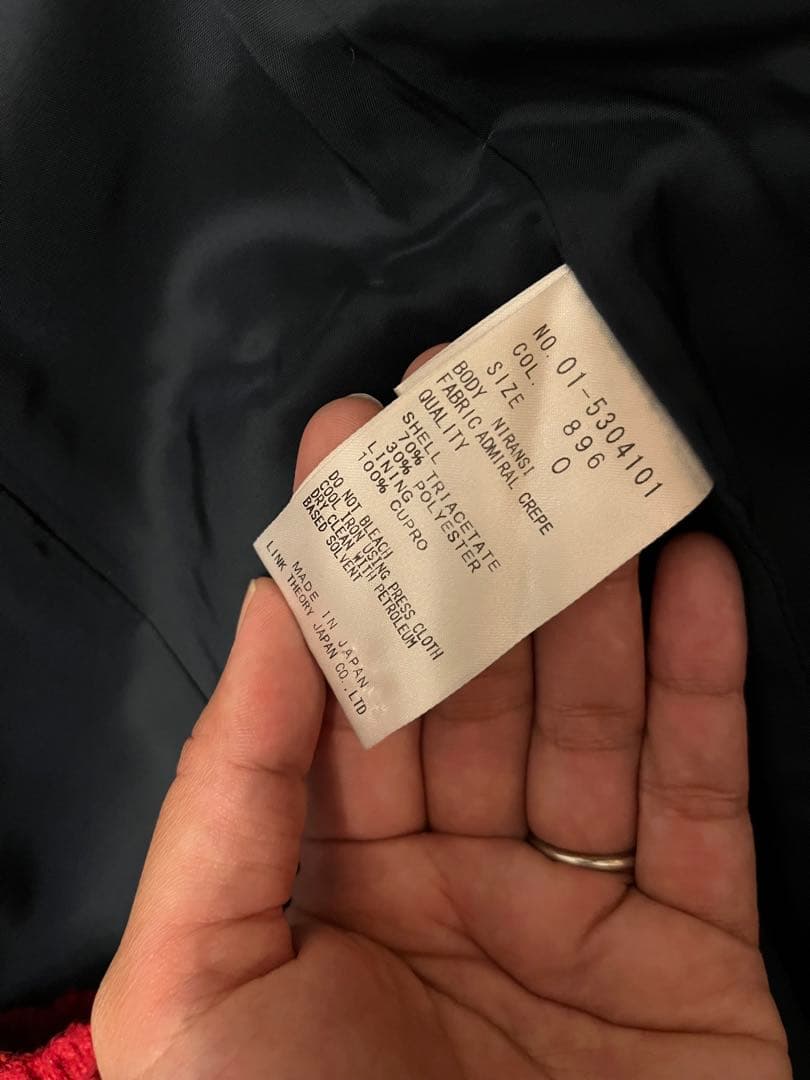 NO. 01-5304101
COL. 896
SIZE 0
BODY NIRANSI
FABRIC ADMIRAL CREPE
QUALITY
SHELL TRIACETATE
70%
30% POLYESTER
LINING
100% CUPRO
DO NOT BLEACH
COOL IRON USING PRESS CLOTH
DRY CLEAN WITH PETROLEUM
BASED SOLVENT
MADE IN JAPAN
LINK THEORY JAPAN CO.,LTD